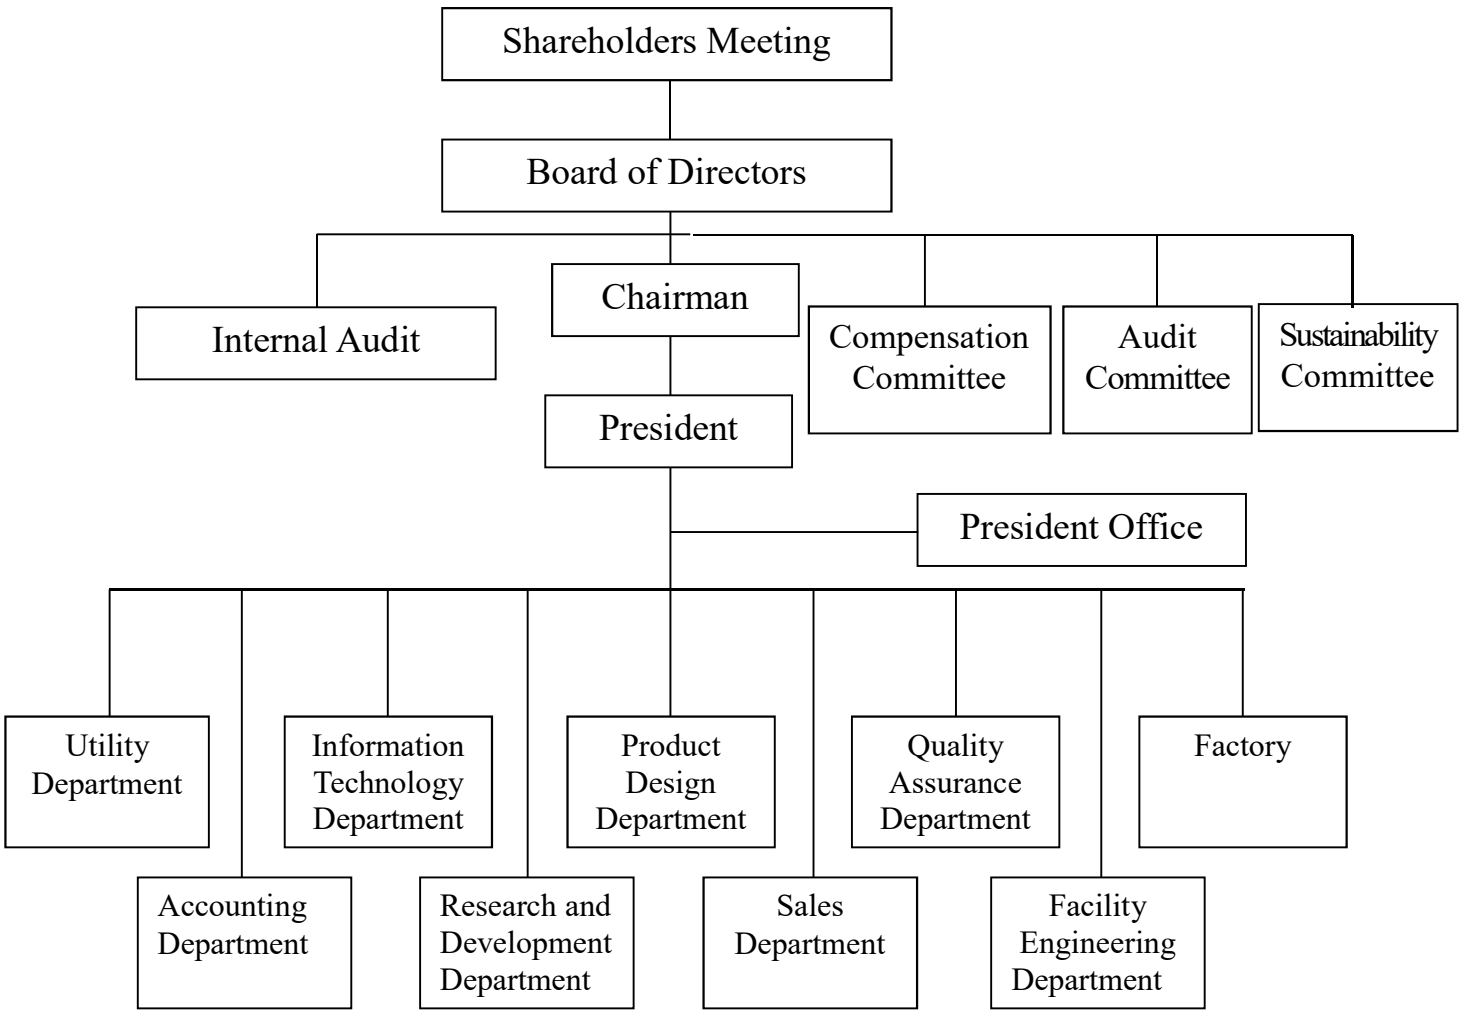 Shareholders Meeting
Board of Directors
Internal Audit
Chairman
Compensation
Committee
Audit
Committee
Sustainability
Committee
President
President Office
Utility
Department
Information
Technology
Department
Product
Design
Department
Quality
Assurance
Department
Factory
Accounting
Department
Research and
Development
Department
Sales
Department
Facility
Engineering
Department